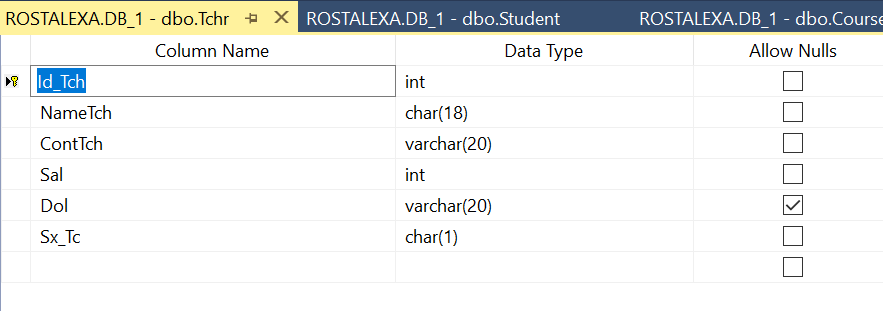 ROSTALEXA.DB_1 - dbo.Tchr ROSTALEXA.DB_1 - dbo.Student ROSTALEXA.DB_1 - dbo.Course
Column Name Data Type Allow Nulls
Id_Tch int
NameTch char(18)
ContTch varchar(20)
Sal int
Dol varchar(20)
Sx_Tc char(1)